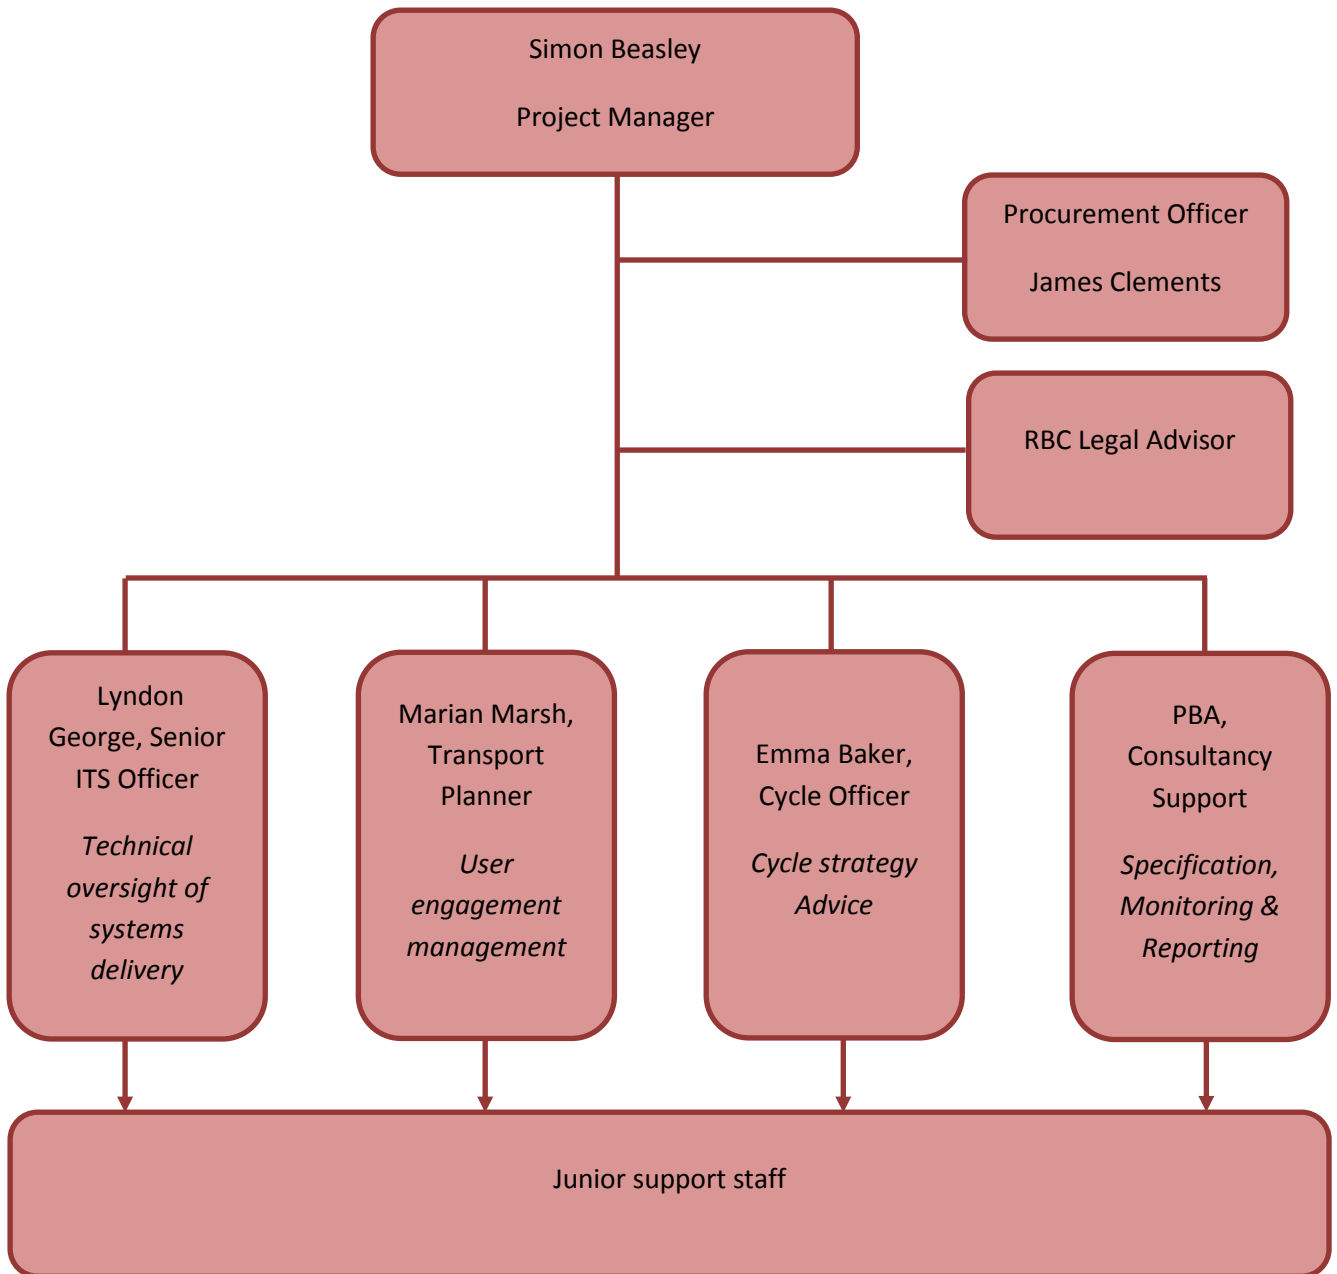 Simon Beasley
Project Manager
Procurement Officer
James Clements
RBC Legal Advisor
Lyndon
George, Senior
ITS Officer
Technical
oversight of
systems
delivery
Marian Marsh,
Transport
Planner
User
engagement
management
Emma Baker,
Cycle Officer
Cycle strategy
Advice
PBA,
Consultancy
Support
Specification,
Monitoring &
Reporting
Junior support staff